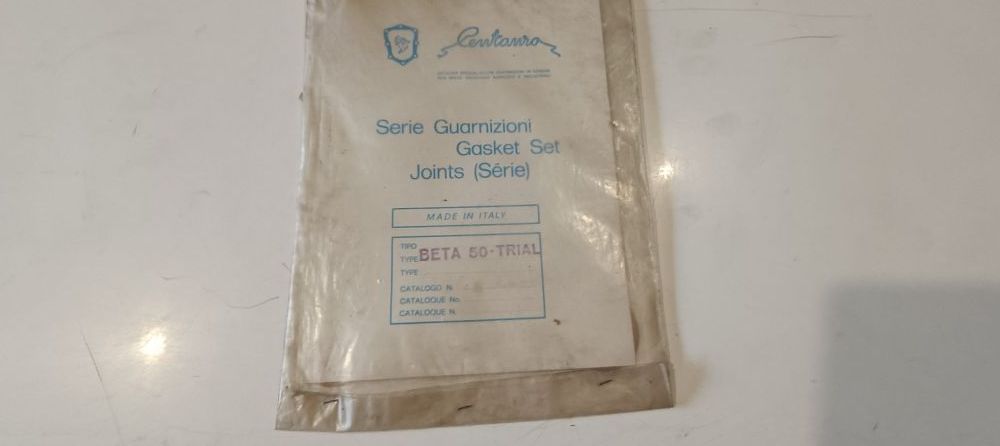 Centauro
Serie Guarnizioni
Gasket Set
Joints (Série)
MADE IN ITALY
TIPO
TYPE BETA 50-TRIAL
TYPE
CATALOGO N.
CATALOGUE No.
CATALOGUE N.